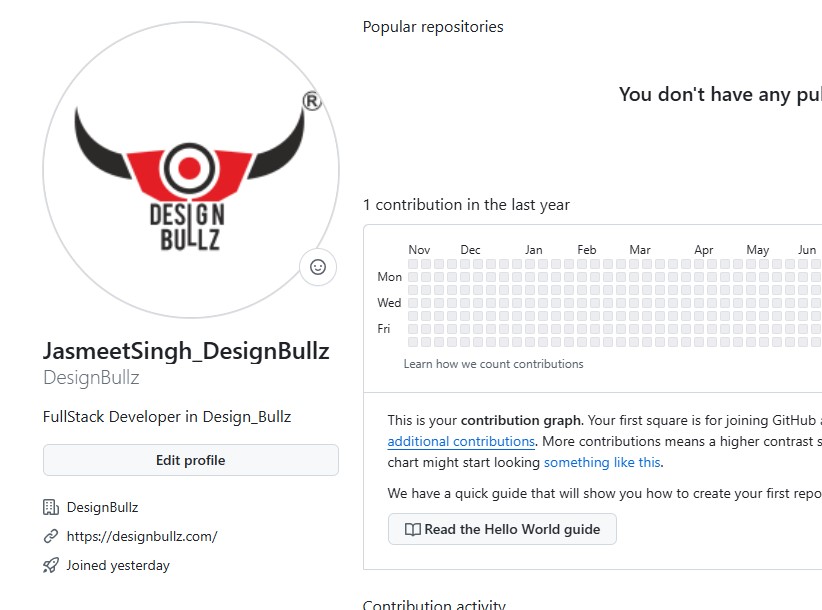 Popular repositories
You don't have any
®
DESIGN
BULLZ
1 contribution in the last year
Nov Dec Jan Feb Mar Apr May Jun
Mon
Wed
Fri
Learn how we count contributions
JasmeetSingh_DesignBullz
DesignBullz
FullStack Developer in Design_Bullz
Edit profile
DesignBullz
https://designbullz.com/
Joined yesterday
This is your contribution graph. Your first square is for joining GitHub
additional contributions. More contributions means a higher contrast
chart might start looking something like this.
We have a quick guide that will show you how to create your first
Read the Hello World guide
Contribution activity